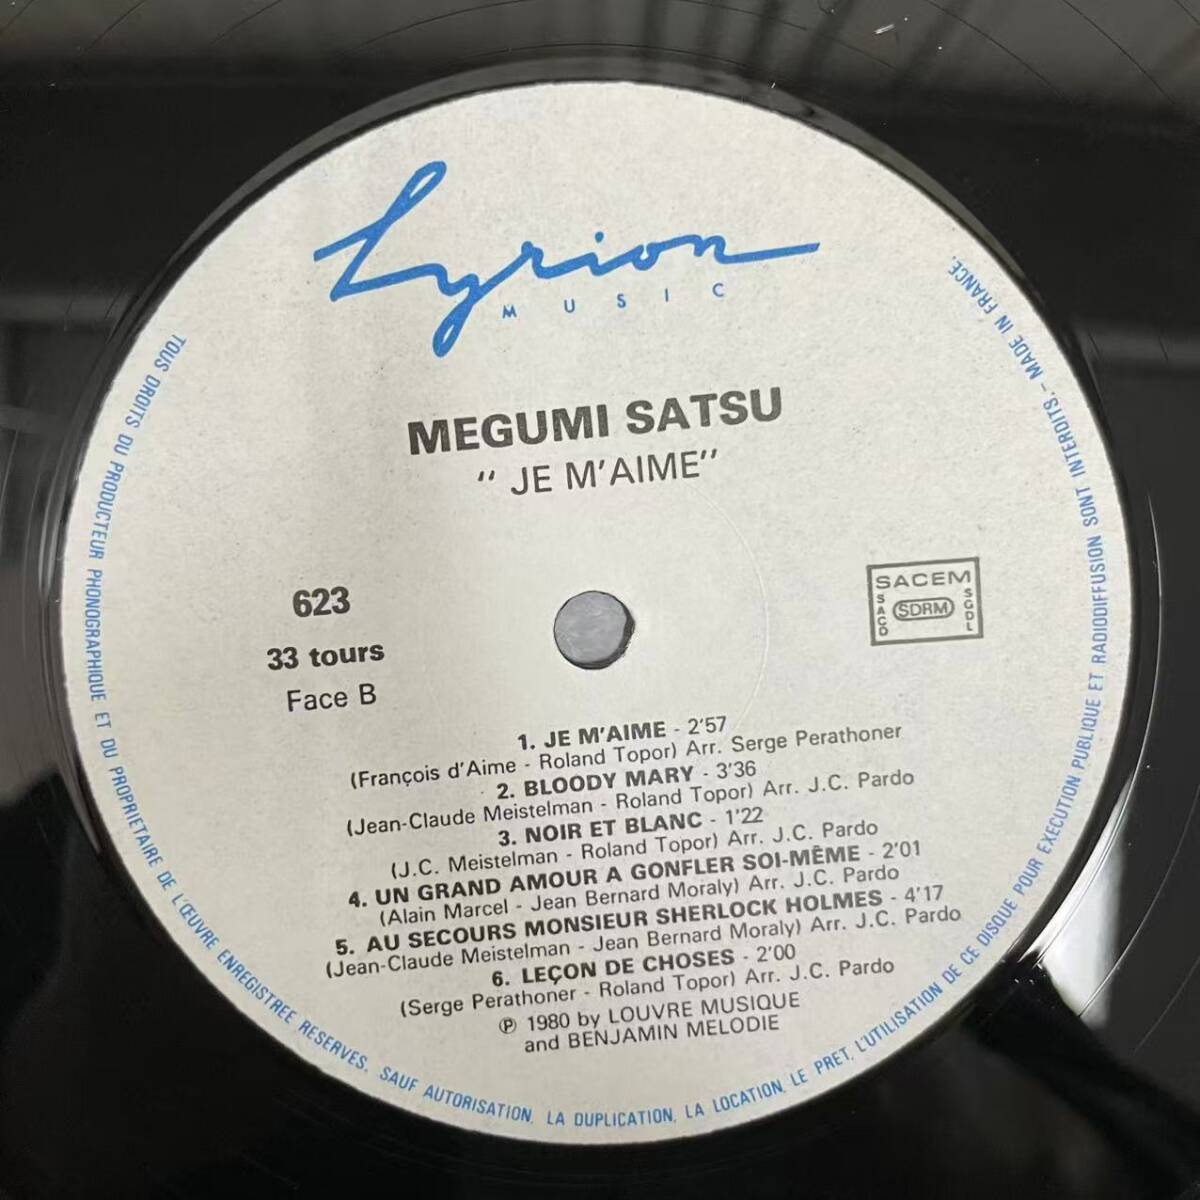 Lyrion
MUSIC
MEGUMI SATSU
"JE M'AIME"
623
33 tours
Face B
SACEM
SACD
SDRM
SGDL
1. JE M'AIME - 2'57
(François d'Aime - Roland Topor) Arr. Serge Perathoner
2. BLOODY MARY - 3'36
(Jean-Claude Meistelman - Roland Topor) Arr. J.C. Pardo
3. NOIR ET BLANC - 1'22
(J.C. Meistelman - Roland Topor) Arr. J.C. Pardo
4. UN GRAND AMOUR A GONFLER SOI-MÊME - 2'01
(Alain Marcel - Jean Bernard Moraly) Arr. J.C. Pardo
5. AU SECOURS MONSIEUR SHERLOCK HOLMES - 4'17
(Jean-Claude Meistelman - Jean Bernard Moraly) Arr. J.C. Pardo
6. LEÇON DE CHOSES - 2'00
(Serge Perathoner - Roland Topor) Arr. J.C. Pardo
℗ 1980 by LOUVRE MUSIQUE
and BENJAMIN MELODIE
TOUS DROITS DU PRODUCTEUR PHONOGRAPHIQUE ET DU PROPRIETAIRE DE L'ŒUVRE ENREGISTREE RESERVES. SAUF AUTORISATION, LA DUPLICATION, LA LOCATION, LE PRET, L'UTILISATION DE CE DISQUE POUR EXECUTION PUBLIQUE ET RADIODIFFUSION SONT INTERDITS. - MADE IN FRANCE.